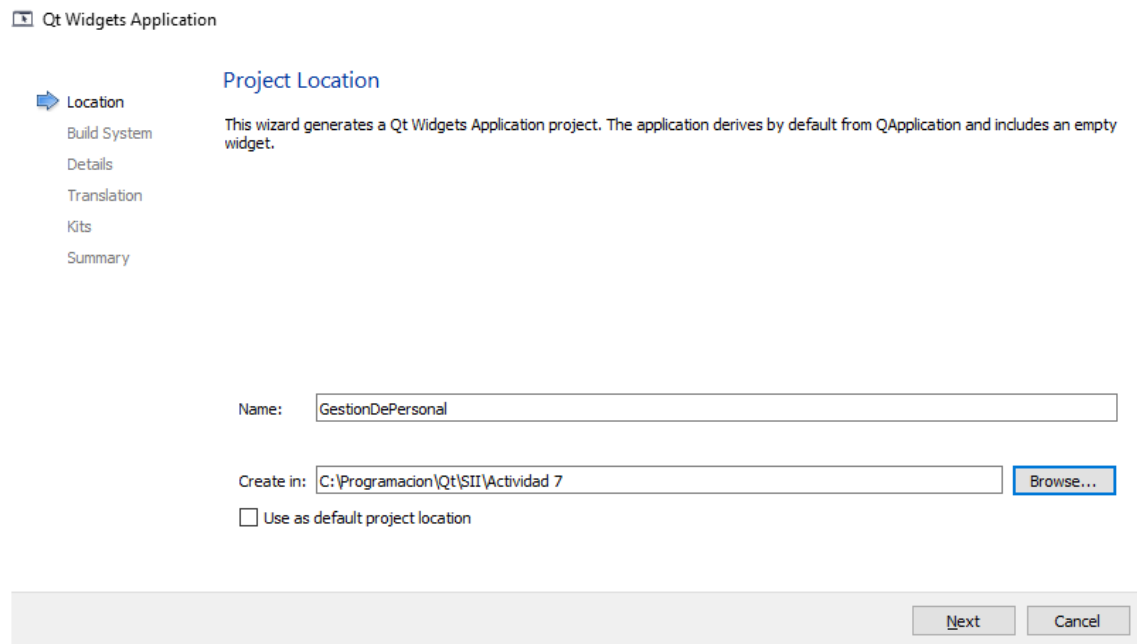 Qt Widgets Application
Location
Build System
Details
Translation
Kits
Summary
Project Location
This wizard generates a Qt Widgets Application project. The application derives by default from QApplication and includes an empty
widget.
Name: GestionDePersonal
Create in: C:\Programacion\Qt\SII\Actividad 7 Browse...
Use as default project location
Next Cancel